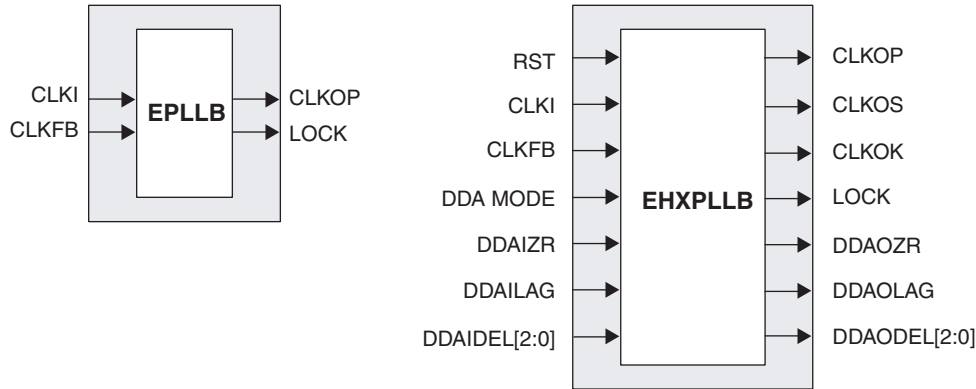 CLKI
CLKFB
EPLLB
CLKOP
LOCK
RST
CLKI
CLKFB
DDA MODE
DDAIZR
DDAILAG
DDAIDEL[2:0]
EHXPLLB
CLKOP
CLKOS
CLKOK
LOCK
DDAOZR
DDAOLAG
DDAODEL[2:0]